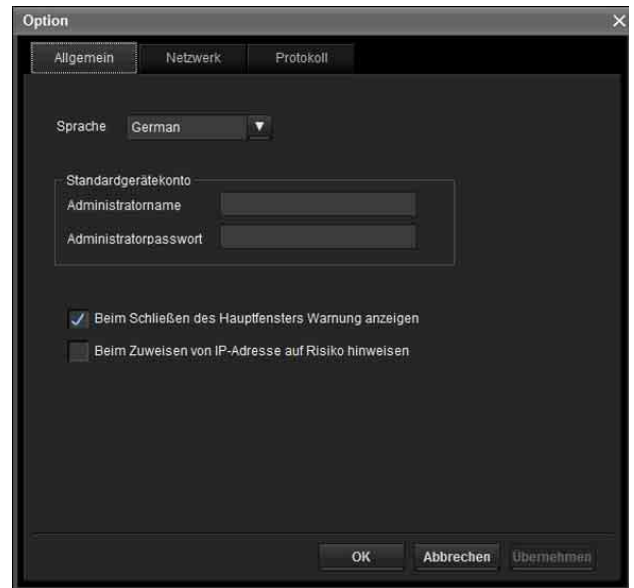 Option
Allgemein Netzwerk Protokoll
Sprache German
Standardgerätekonto
Administratorname
Administratorpasswort
Beim Schließen des Hauptfensters Warnung anzeigen
Beim Zuweisen von IP-Adresse auf Risiko hinweisen
OK Abbrechen Übernehmen